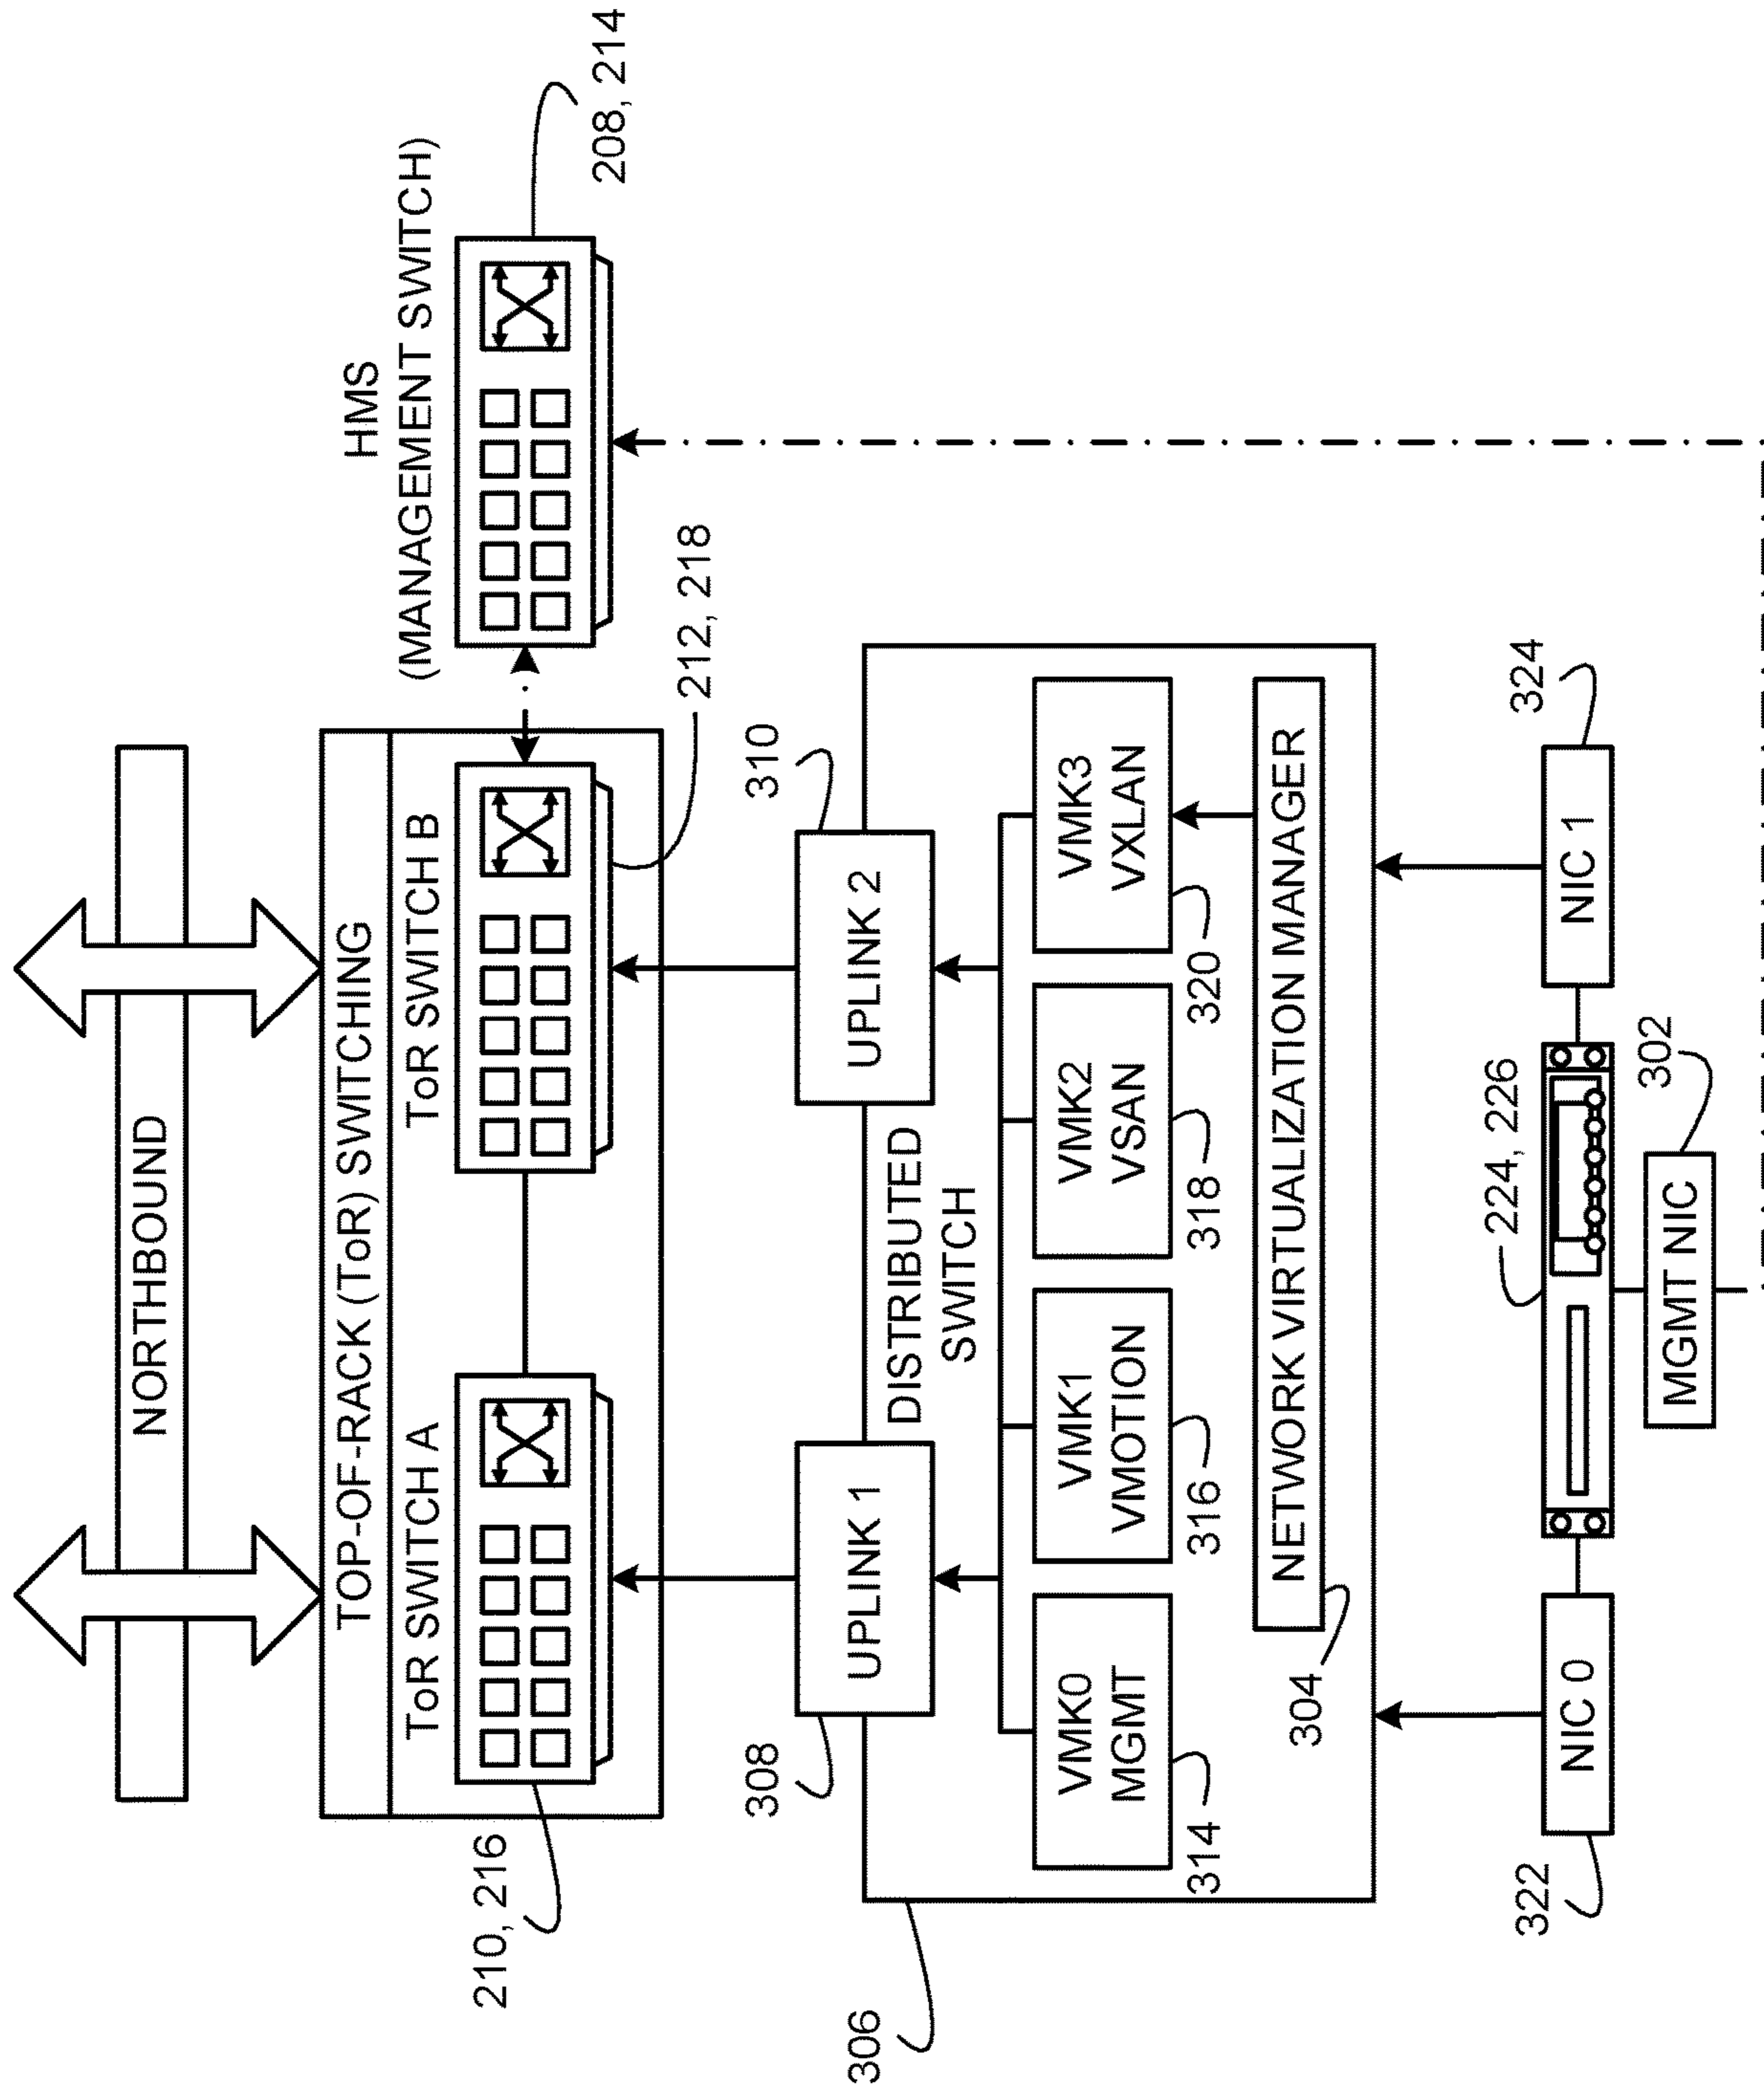 NORTHBOUND
TOP-OF-RACK (ToR) SWITCHING
ToR SWITCH A
ToR SWITCH B
HMS
(MANAGEMENT SWITCH)
210, 216
212, 218
208, 214
308
UPLINK 1
310
UPLINK 2
DISTRIBUTED
SWITCH
306
VMK0
MGMT
VMK1
VMOTION
VMK2
VSAN
VMK3
VXLAN
314
316
318
320
NETWORK VIRTUALIZATION MANAGER
304
322
NIC 0
224, 226
324
NIC 1
MGMT NIC
302